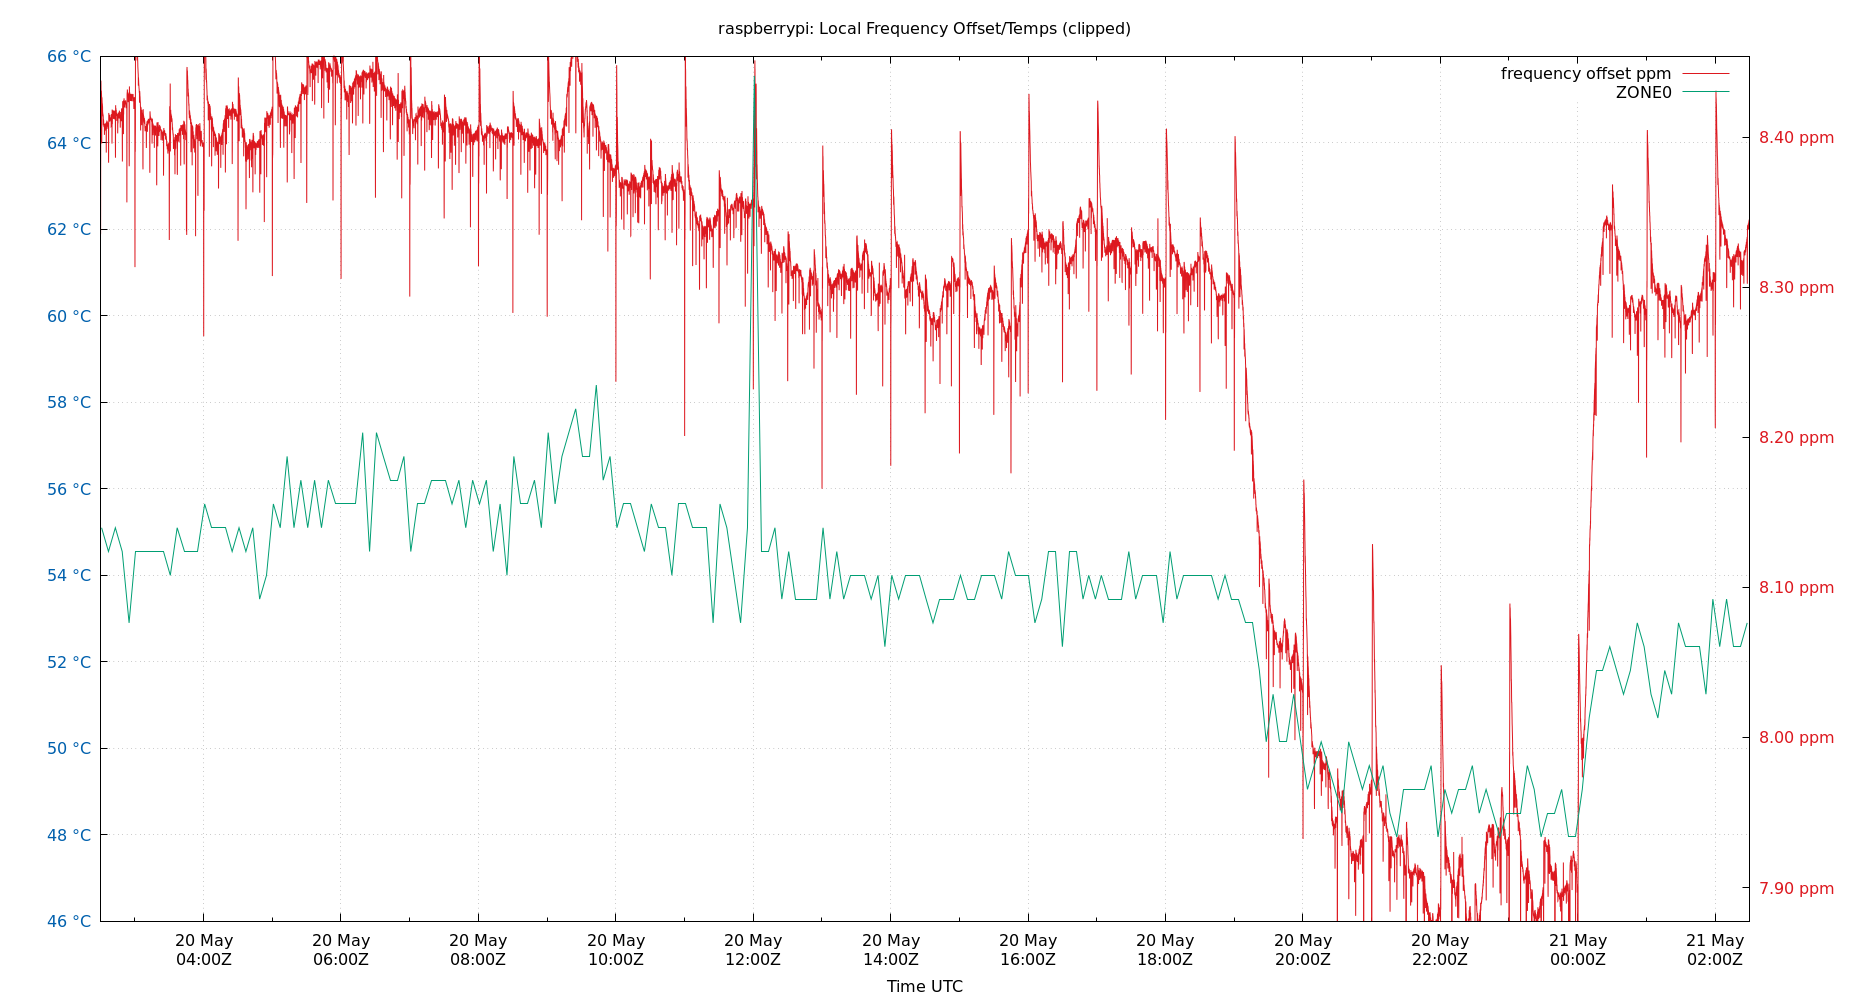 raspberrypi: Local Frequency Offset/Temps (clipped)
66 °C
64 °C
62 °C
60 °C
58 °C
56 °C
54 °C
52 °C
50 °C
48 °C
46 °C
frequency offset ppm
ZONE0
8.40 ppm
8.30 ppm
8.20 ppm
8.10 ppm
8.00 ppm
7.90 ppm
20 May
04:00Z
20 May
06:00Z
20 May
08:00Z
20 May
10:00Z
20 May
12:00Z
20 May
14:00Z
20 May
16:00Z
20 May
18:00Z
20 May
20:00Z
20 May
22:00Z
21 May
00:00Z
21 May
02:00Z
Time UTC